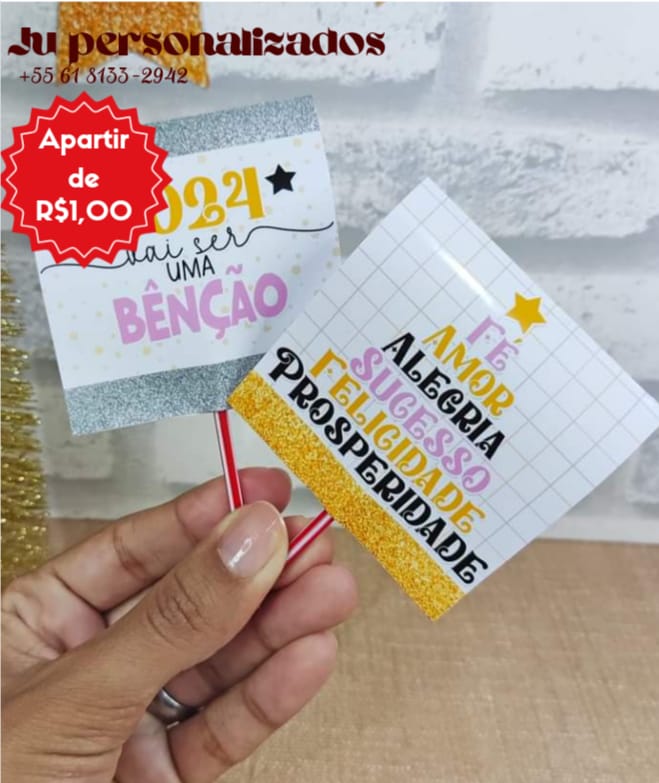 Ju personalizados
+55 61 8133-2942
Apartir
de
R$1,00
2024
vai ser
UMA
BÊNÇÃO
FÉ
AMOR
ALEGRIA
SUCESSO
FELICIDADE
PROSPERIDADE